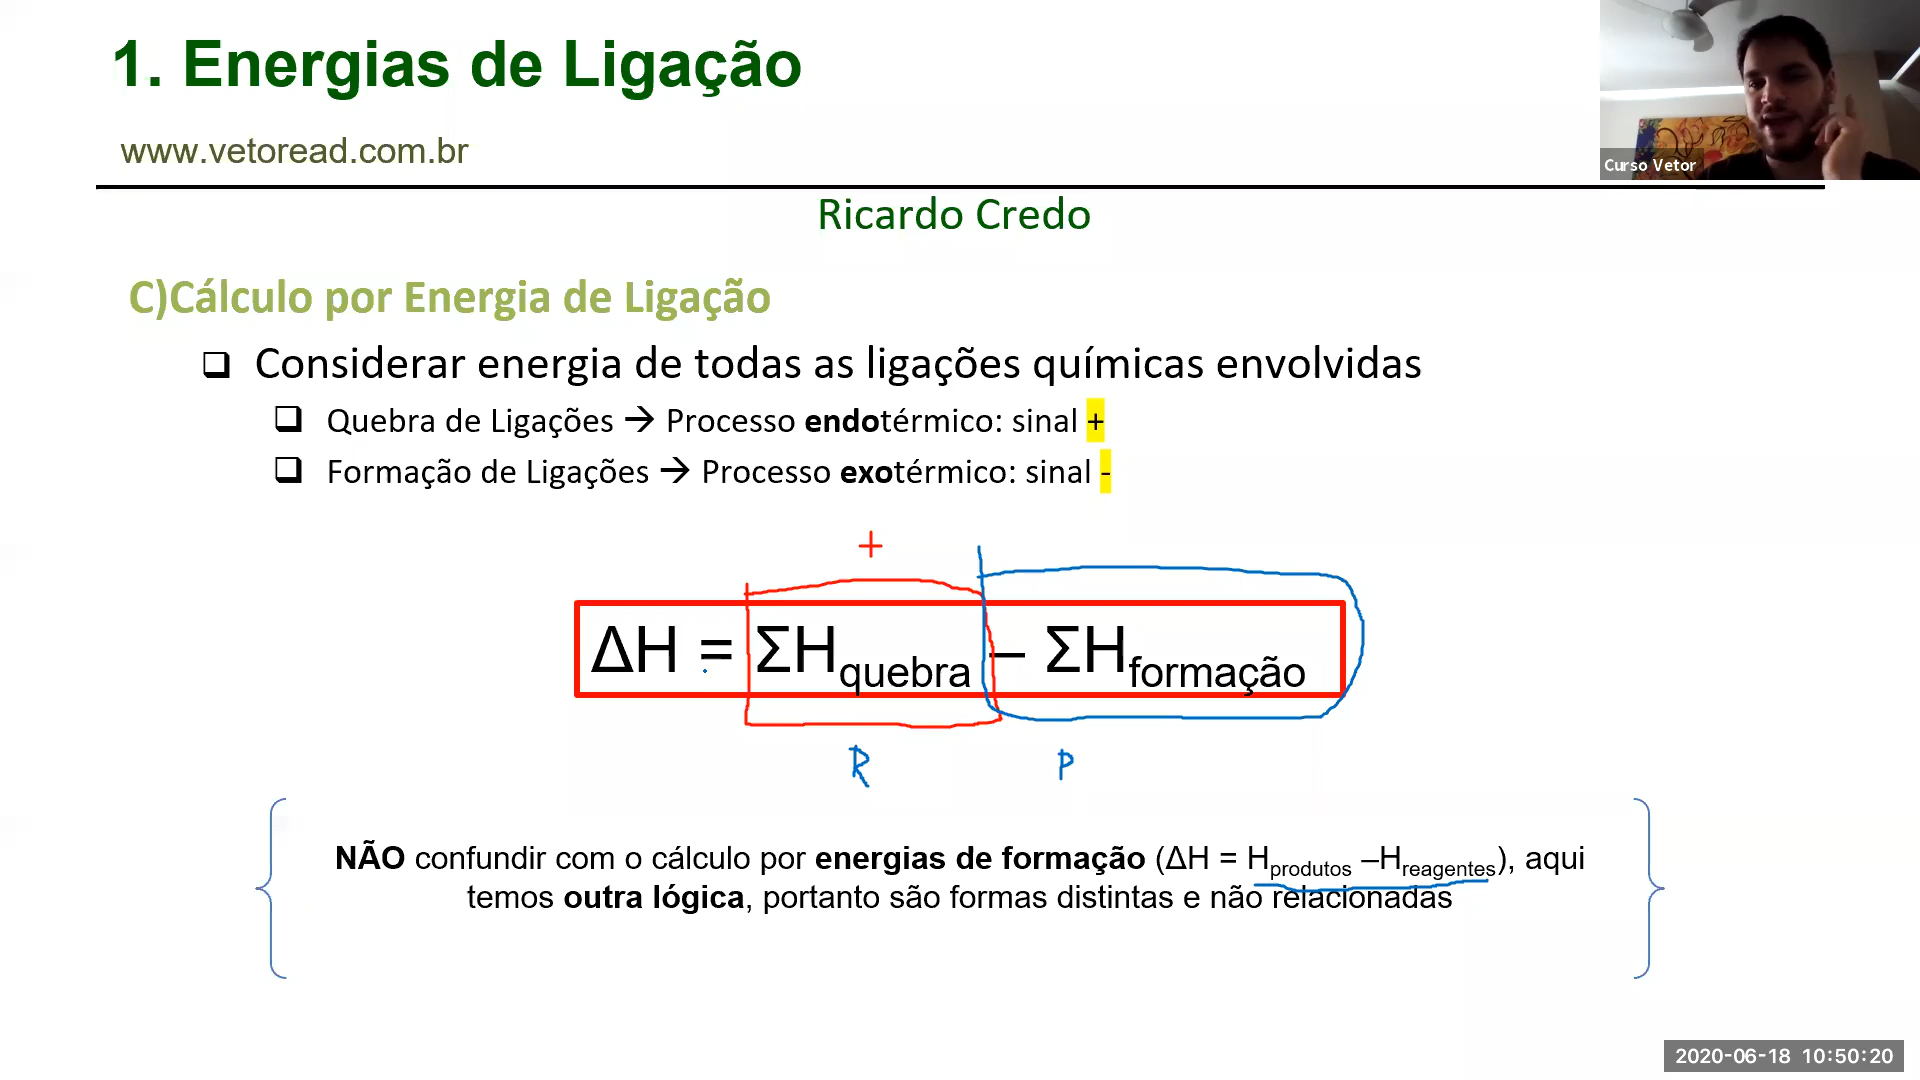 1. Energias de Ligação
www.vetoread.com.br
Curso Vetor
Ricardo Credo
C)Cálculo por Energia de Ligação
❑ Considerar energia de todas as ligações químicas envolvidas
❑ Quebra de Ligações → Processo endotérmico: sinal +
❑ Formação de Ligações → Processo exotérmico: sinal -
+
ΔH = ΣHquebra – ΣHformação
R P
NÃO confundir com o cálculo por energias de formação (ΔH = Hprodutos –Hreagentes), aqui
temos outra lógica, portanto são formas distintas e não relacionadas
2020-06-18 10:50:20